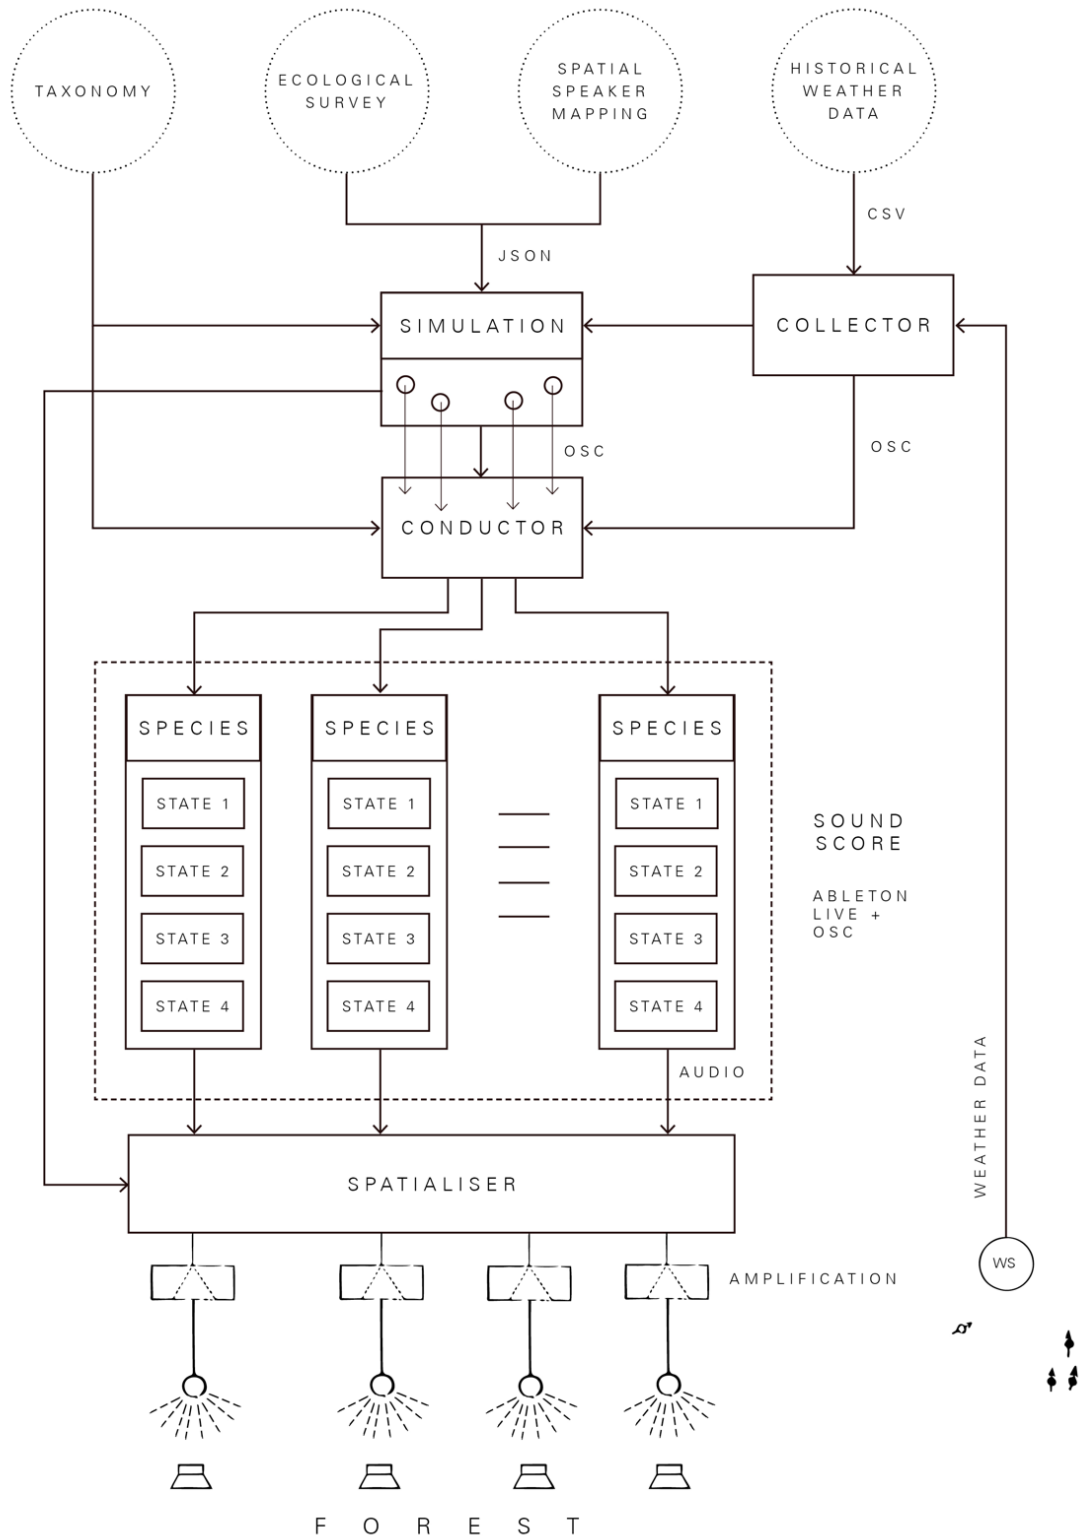 TAXONOMY
ECOLOGICAL
SURVEY
SPATIAL
SPEAKER
MAPPING
HISTORICAL
WEATHER
DATA
CSV
JSON
SIMULATION
COLLECTOR
OSC
OSC
CONDUCTOR
SPECIES
SPECIES
SPECIES
STATE 1
STATE 1
STATE 1
STATE 2
STATE 2
STATE 2
STATE 3
STATE 3
STATE 3
STATE 4
STATE 4
STATE 4
SOUND
SCORE
ABLETON
LIVE +
OSC
AUDIO
WEATHER DATA
SPATIALISER
WS
AMPLIFICATION
FOREST